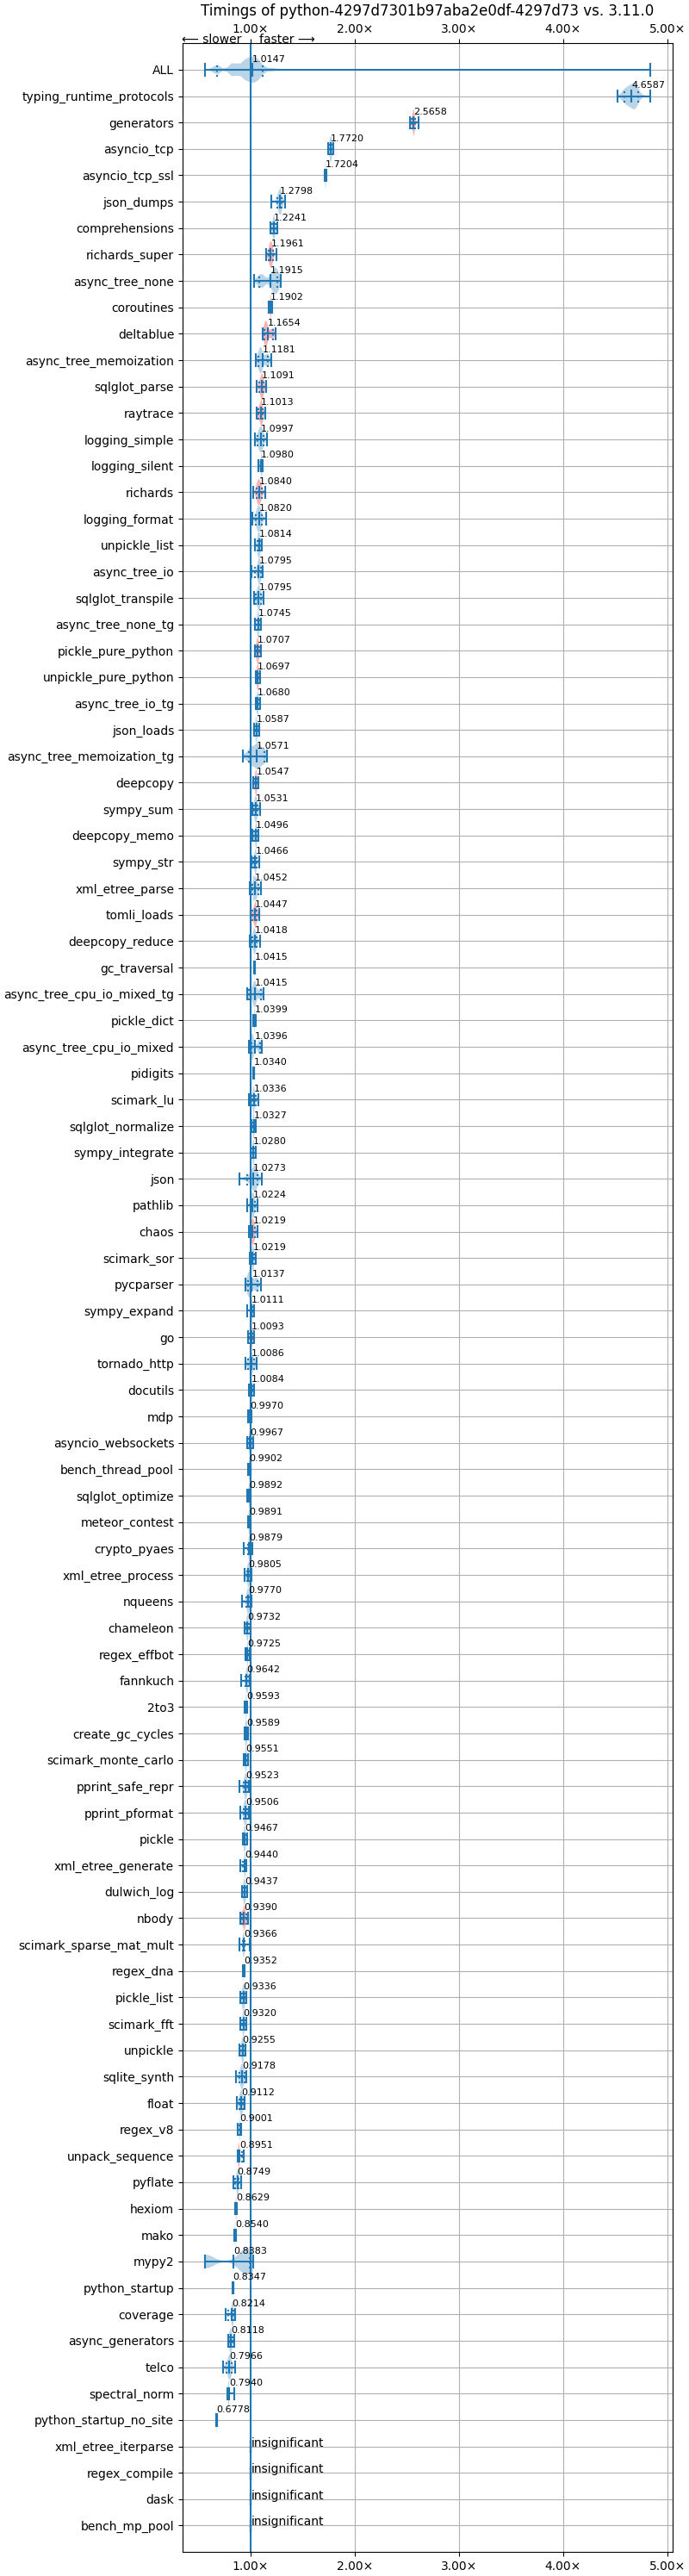 Timings of python-4297d7301b97aba2e0df-4297d73 vs. 3.11.0
1.00× 2.00× 3.00× 4.00× 5.00×
⟵ slower faster ⟶
ALL 1.0147
typing_runtime_protocols 4.6587
generators 2.5658
asyncio_tcp 1.7720
asyncio_tcp_ssl 1.7204
json_dumps 1.2798
comprehensions 1.2241
richards_super 1.1961
async_tree_none 1.1915
coroutines 1.1902
deltablue 1.1654
async_tree_memoization 1.1181
sqlglot_parse 1.1091
raytrace 1.1013
logging_simple 1.0997
logging_silent 1.0980
richards 1.0840
logging_format 1.0820
unpickle_list 1.0814
async_tree_io 1.0795
sqlglot_transpile 1.0795
async_tree_none_tg 1.0745
pickle_pure_python 1.0707
unpickle_pure_python 1.0697
async_tree_io_tg 1.0680
json_loads 1.0587
async_tree_memoization_tg 1.0571
deepcopy 1.0547
sympy_sum 1.0531
deepcopy_memo 1.0496
sympy_str 1.0466
xml_etree_parse 1.0452
tomli_loads 1.0447
deepcopy_reduce 1.0418
gc_traversal 1.0415
async_tree_cpu_io_mixed_tg 1.0415
pickle_dict 1.0399
async_tree_cpu_io_mixed 1.0396
pidigits 1.0340
scimark_lu 1.0336
sqlglot_normalize 1.0327
sympy_integrate 1.0280
json 1.0273
pathlib 1.0224
chaos 1.0219
scimark_sor 1.0219
pycparser 1.0137
sympy_expand 1.0111
go 1.0093
tornado_http 1.0086
docutils 1.0084
mdp 0.9970
asyncio_websockets 0.9967
bench_thread_pool 0.9902
sqlglot_optimize 0.9892
meteor_contest 0.9891
crypto_pyaes 0.9879
xml_etree_process 0.9805
nqueens 0.9770
chameleon 0.9732
regex_effbot 0.9725
fannkuch 0.9642
2to3 0.9593
create_gc_cycles 0.9589
scimark_monte_carlo 0.9551
pprint_safe_repr 0.9523
pprint_pformat 0.9506
pickle 0.9467
xml_etree_generate 0.9440
dulwich_log 0.9437
nbody 0.9390
scimark_sparse_mat_mult 0.9366
regex_dna 0.9352
pickle_list 0.9336
scimark_fft 0.9320
unpickle 0.9255
sqlite_synth 0.9178
float 0.9112
regex_v8 0.9001
unpack_sequence 0.8951
pyflate 0.8749
hexiom 0.8629
mako 0.8540
mypy2 0.8383
python_startup 0.8347
coverage 0.8214
async_generators 0.8118
telco 0.7966
spectral_norm 0.7940
python_startup_no_site 0.6778
xml_etree_iterparse insignificant
regex_compile insignificant
dask insignificant
bench_mp_pool insignificant
1.00× 2.00× 3.00× 4.00× 5.00×